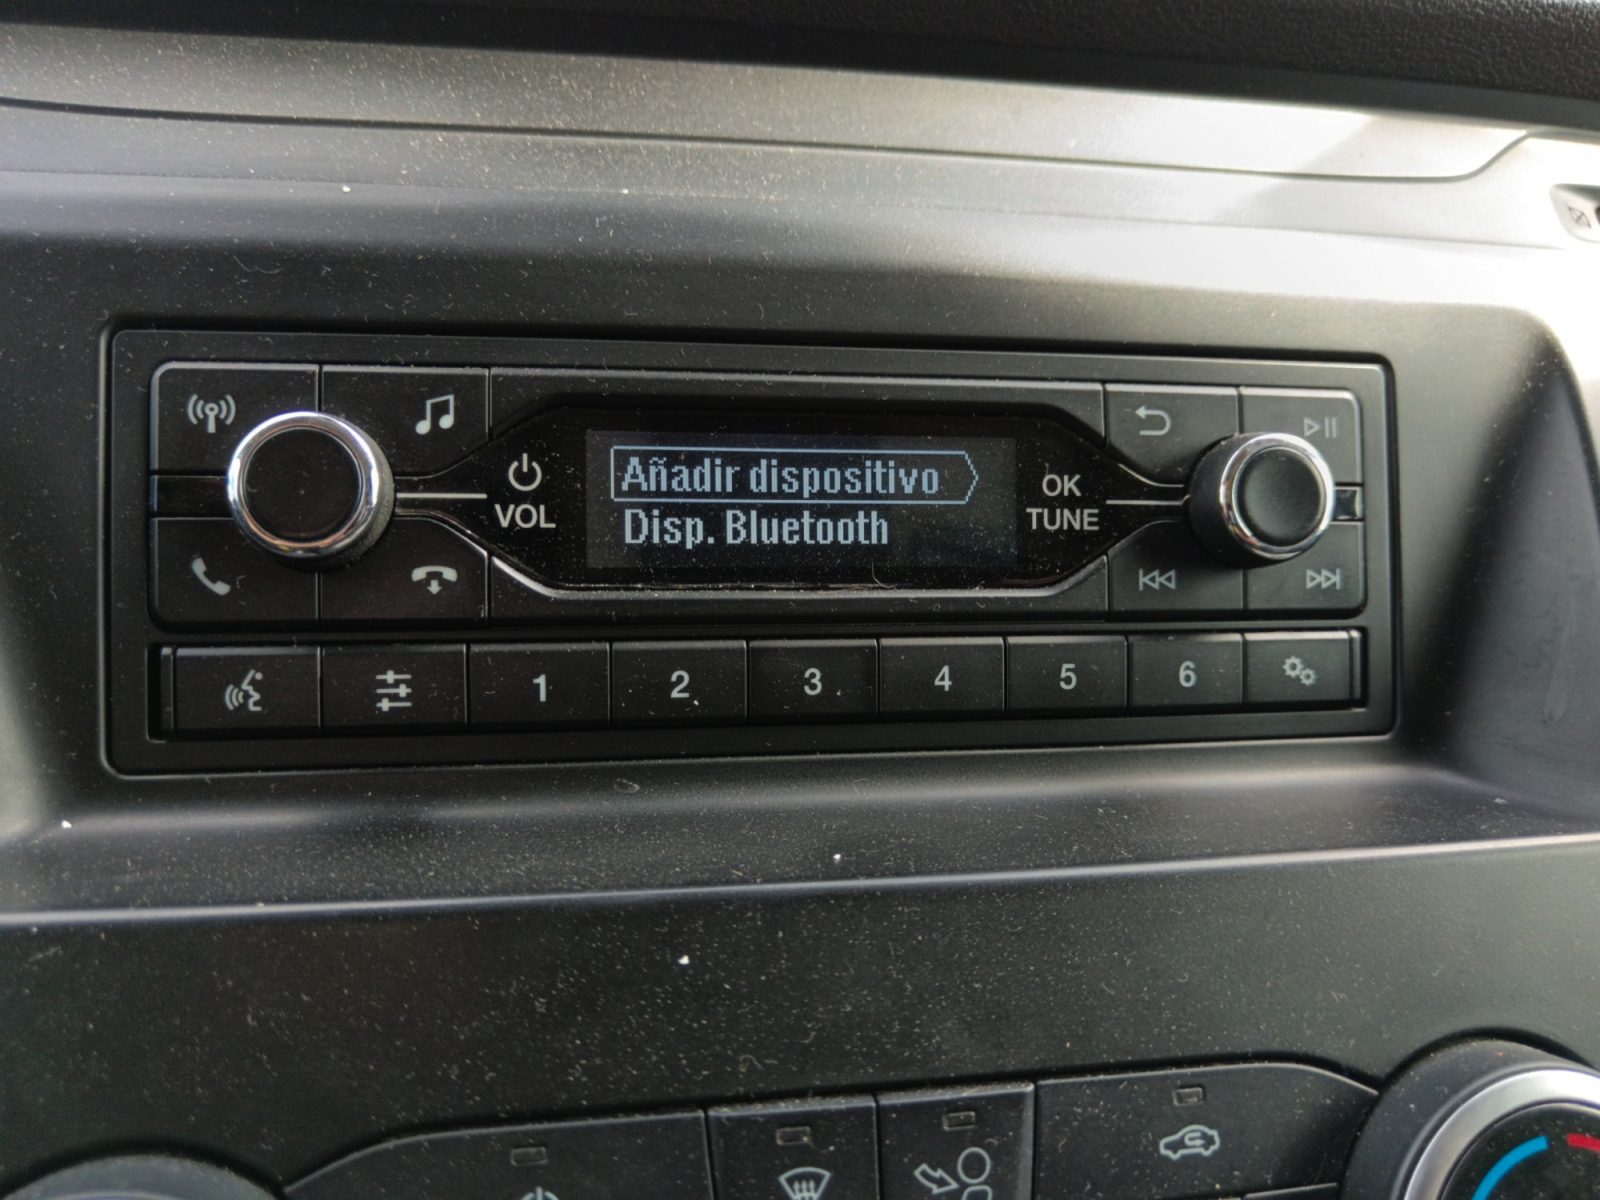 Añadir dispositivo
Disp. Bluetooth
VOL
OK
TUNE
1 2 3 4 5 6